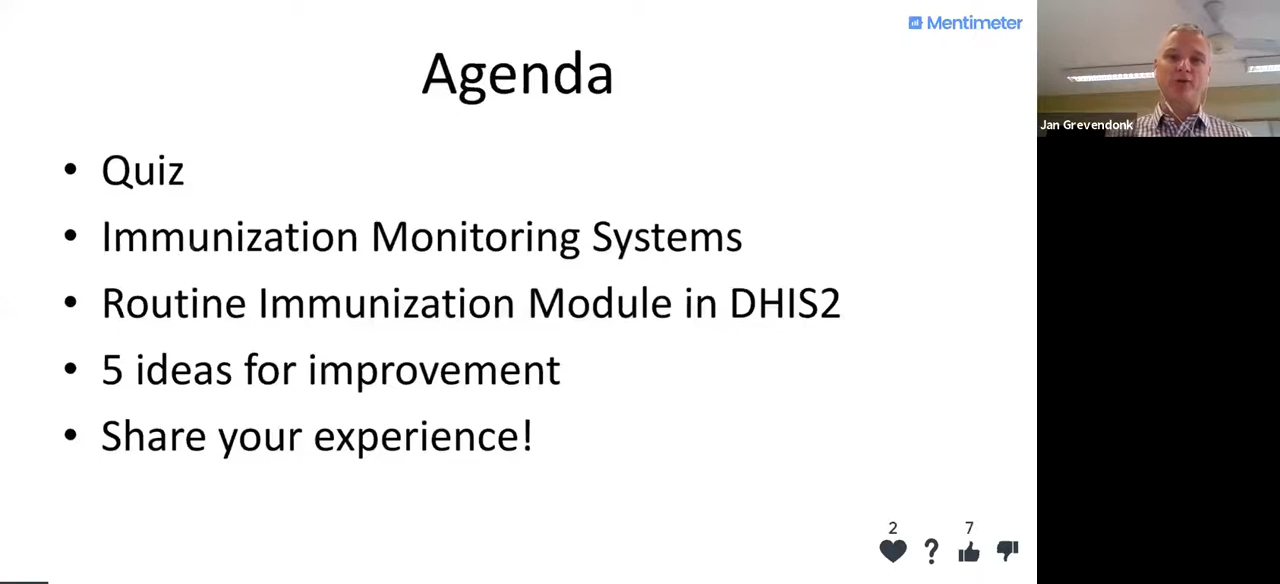 Mentimeter
Agenda
• Quiz
• Immunization Monitoring Systems
• Routine Immunization Module in DHIS2
• 5 ideas for improvement
• Share your experience!
2
?
7
Jan Grevendonk